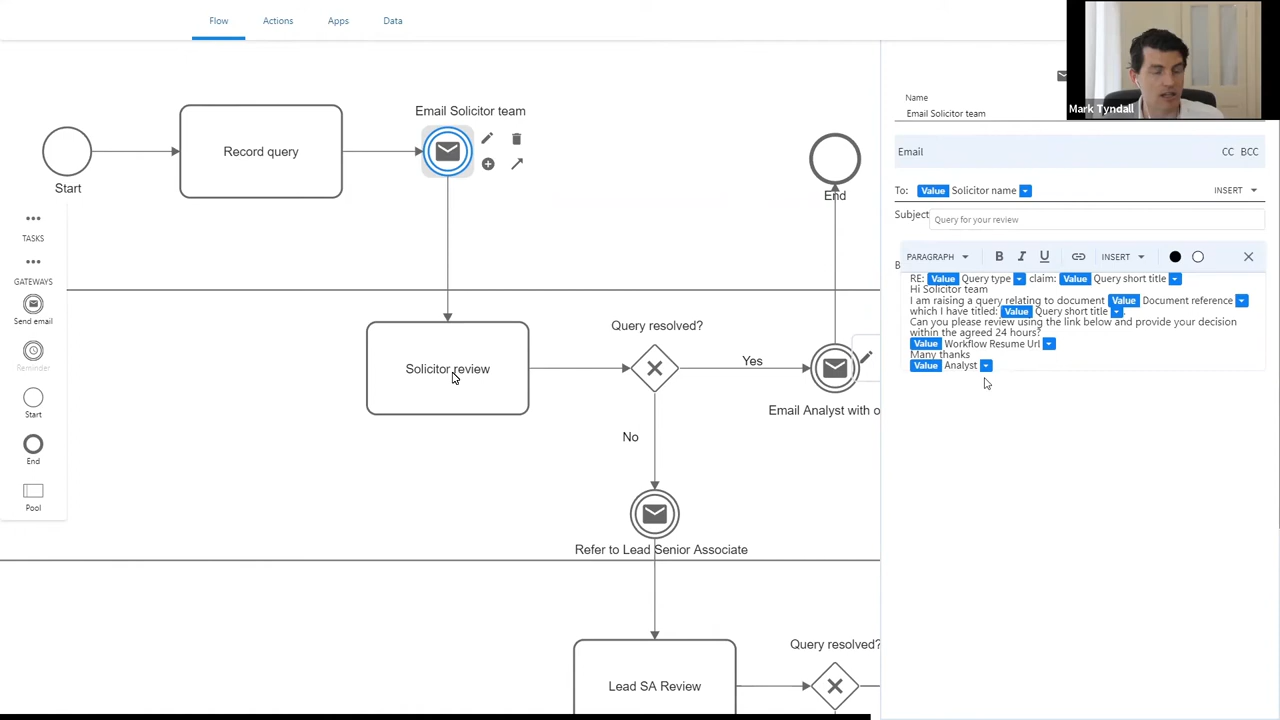 Flow
Actions
Apps
Data
Start
Record query
Email Solicitor team
End
TASKS
GATEWAYS
Send email
Reminder
Start
End
Pool
Solicitor review
Query resolved?
Yes
No
Email Analyst with o
Refer to Lead Senior Associate
Lead SA Review
Query resolved?
Mark Tyndall
Name
Email Solicitor team
Email CC BCC
To: Value Solicitor name INSERT
Subject Query for your review
B
PARAGRAPH B I U INSERT
RE: Value Query type claim: Value Query short title
Hi Solicitor team
I am raising a query relating to document Value Document reference
which I have titled: Value Query short title .
Can you please review using the link below and provide your decision
within the agreed 24 hours?
Value Workflow Resume Url
Many thanks
Value Analyst